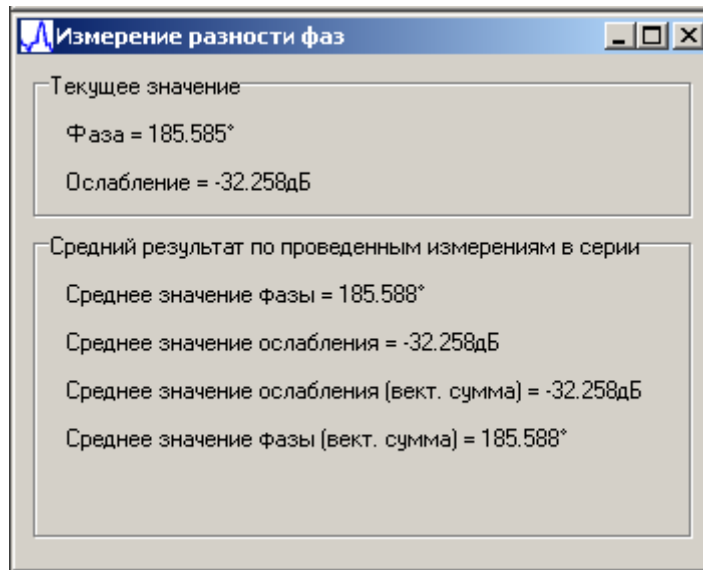 Измерение разности фаз
Текущее значение
Фаза = 185.585°
Ослабление = -32.258дБ
Средний результат по проведенным измерениям в серии
Среднее значение фазы = 185.588°
Среднее значение ослабления = -32.258дБ
Среднее значение ослабления (вект. сумма) = -32.258дБ
Среднее значение фазы (вект. сумма) = 185.588°